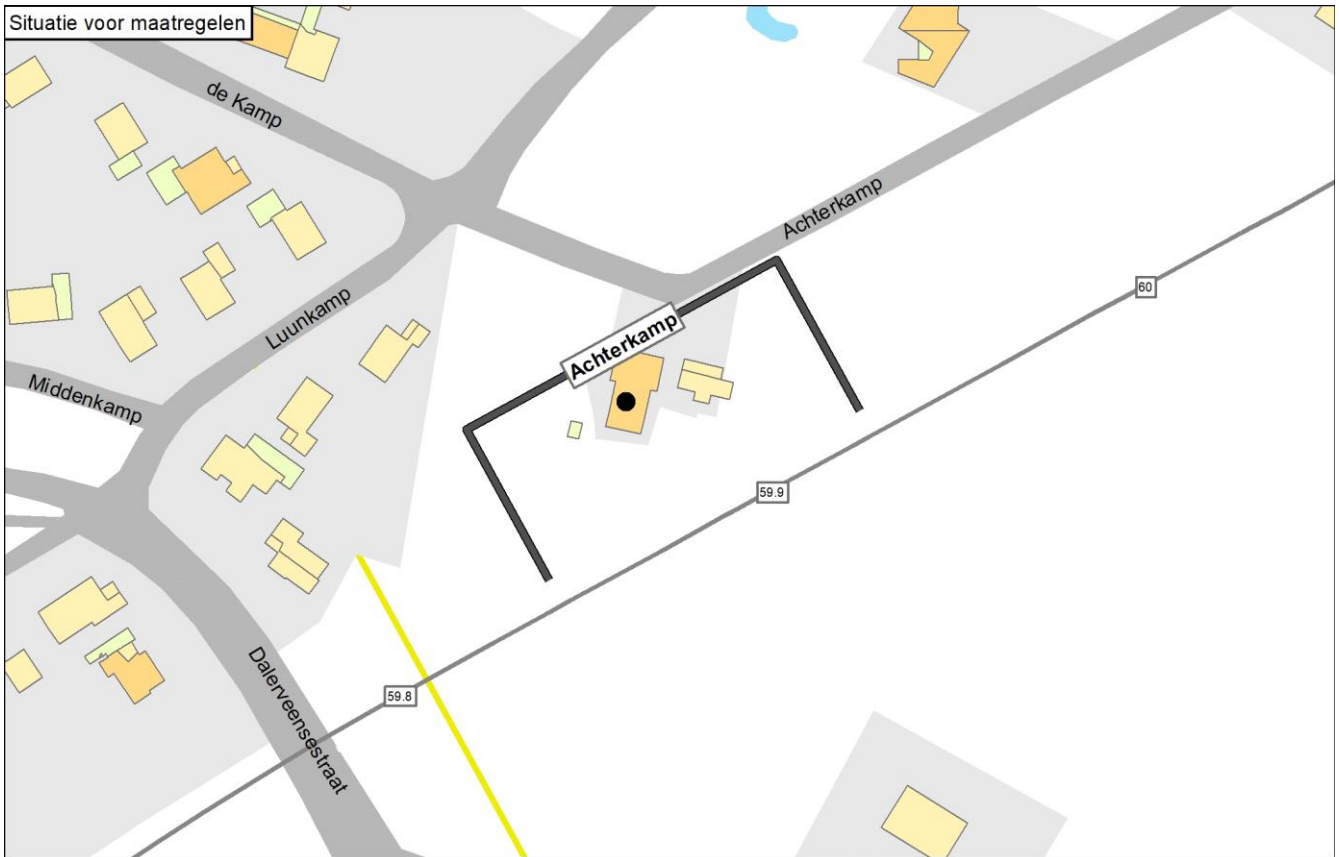 Situatie voor maatregelen
de Kamp
Achterkamp
60
Luunkamp
Achterkamp
Middenkamp
59.9
Dalerveensestraat
59.8